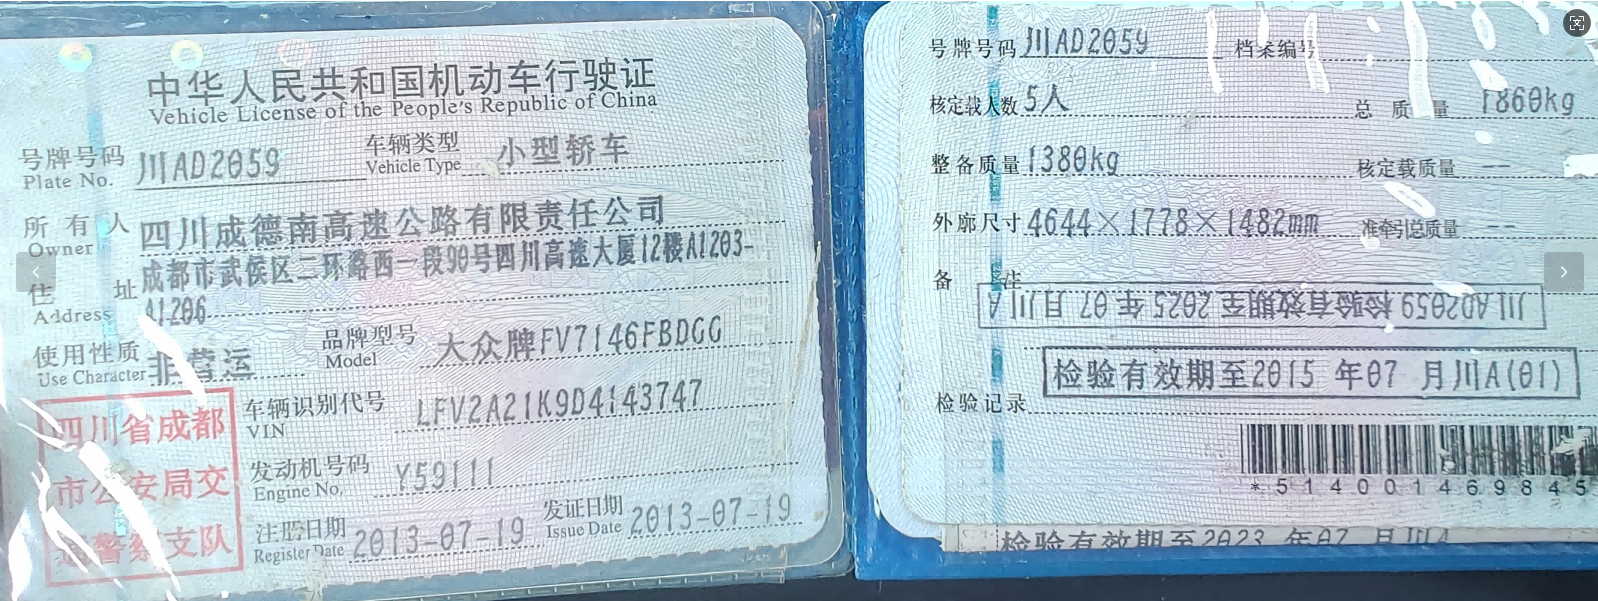 中华人民共和国机动车行驶证
Vehicle License of the People's Republic of China
号牌号码 川AD2059 车辆类型 小型轿车
Plate No. Vehicle Type
所有人 四川成德南高速公路有限责任公司
Owner
住址 成都市武侯区二环路西一段90号四川高速大厦12楼A1203-
Address A1206
使用性质 非营运 品牌型号 大众牌FV7146FBDGG
Use Character Model
车辆识别代号 LFV2A21K9D4143747
VIN
发动机号码 Y59111
Engine No.
注册日期 2013-07-19 发证日期 2013-07-19
Register Date Issue Date
四川省成都
市公安局交
通警察支队
号牌号码 川AD2059 档案编号
核定载人数 5人 总质量 1860kg
整备质量 1380kg 核定载质量 --
外廓尺寸 4644×1778×1482mm 准牵引总质量 --
备注
川AD2059 检验有效期至 2025 年 07 月川A
检验有效期至2015 年07 月川A(01)
检验记录
*514001469845
检验有效期至2023 年07 月川A